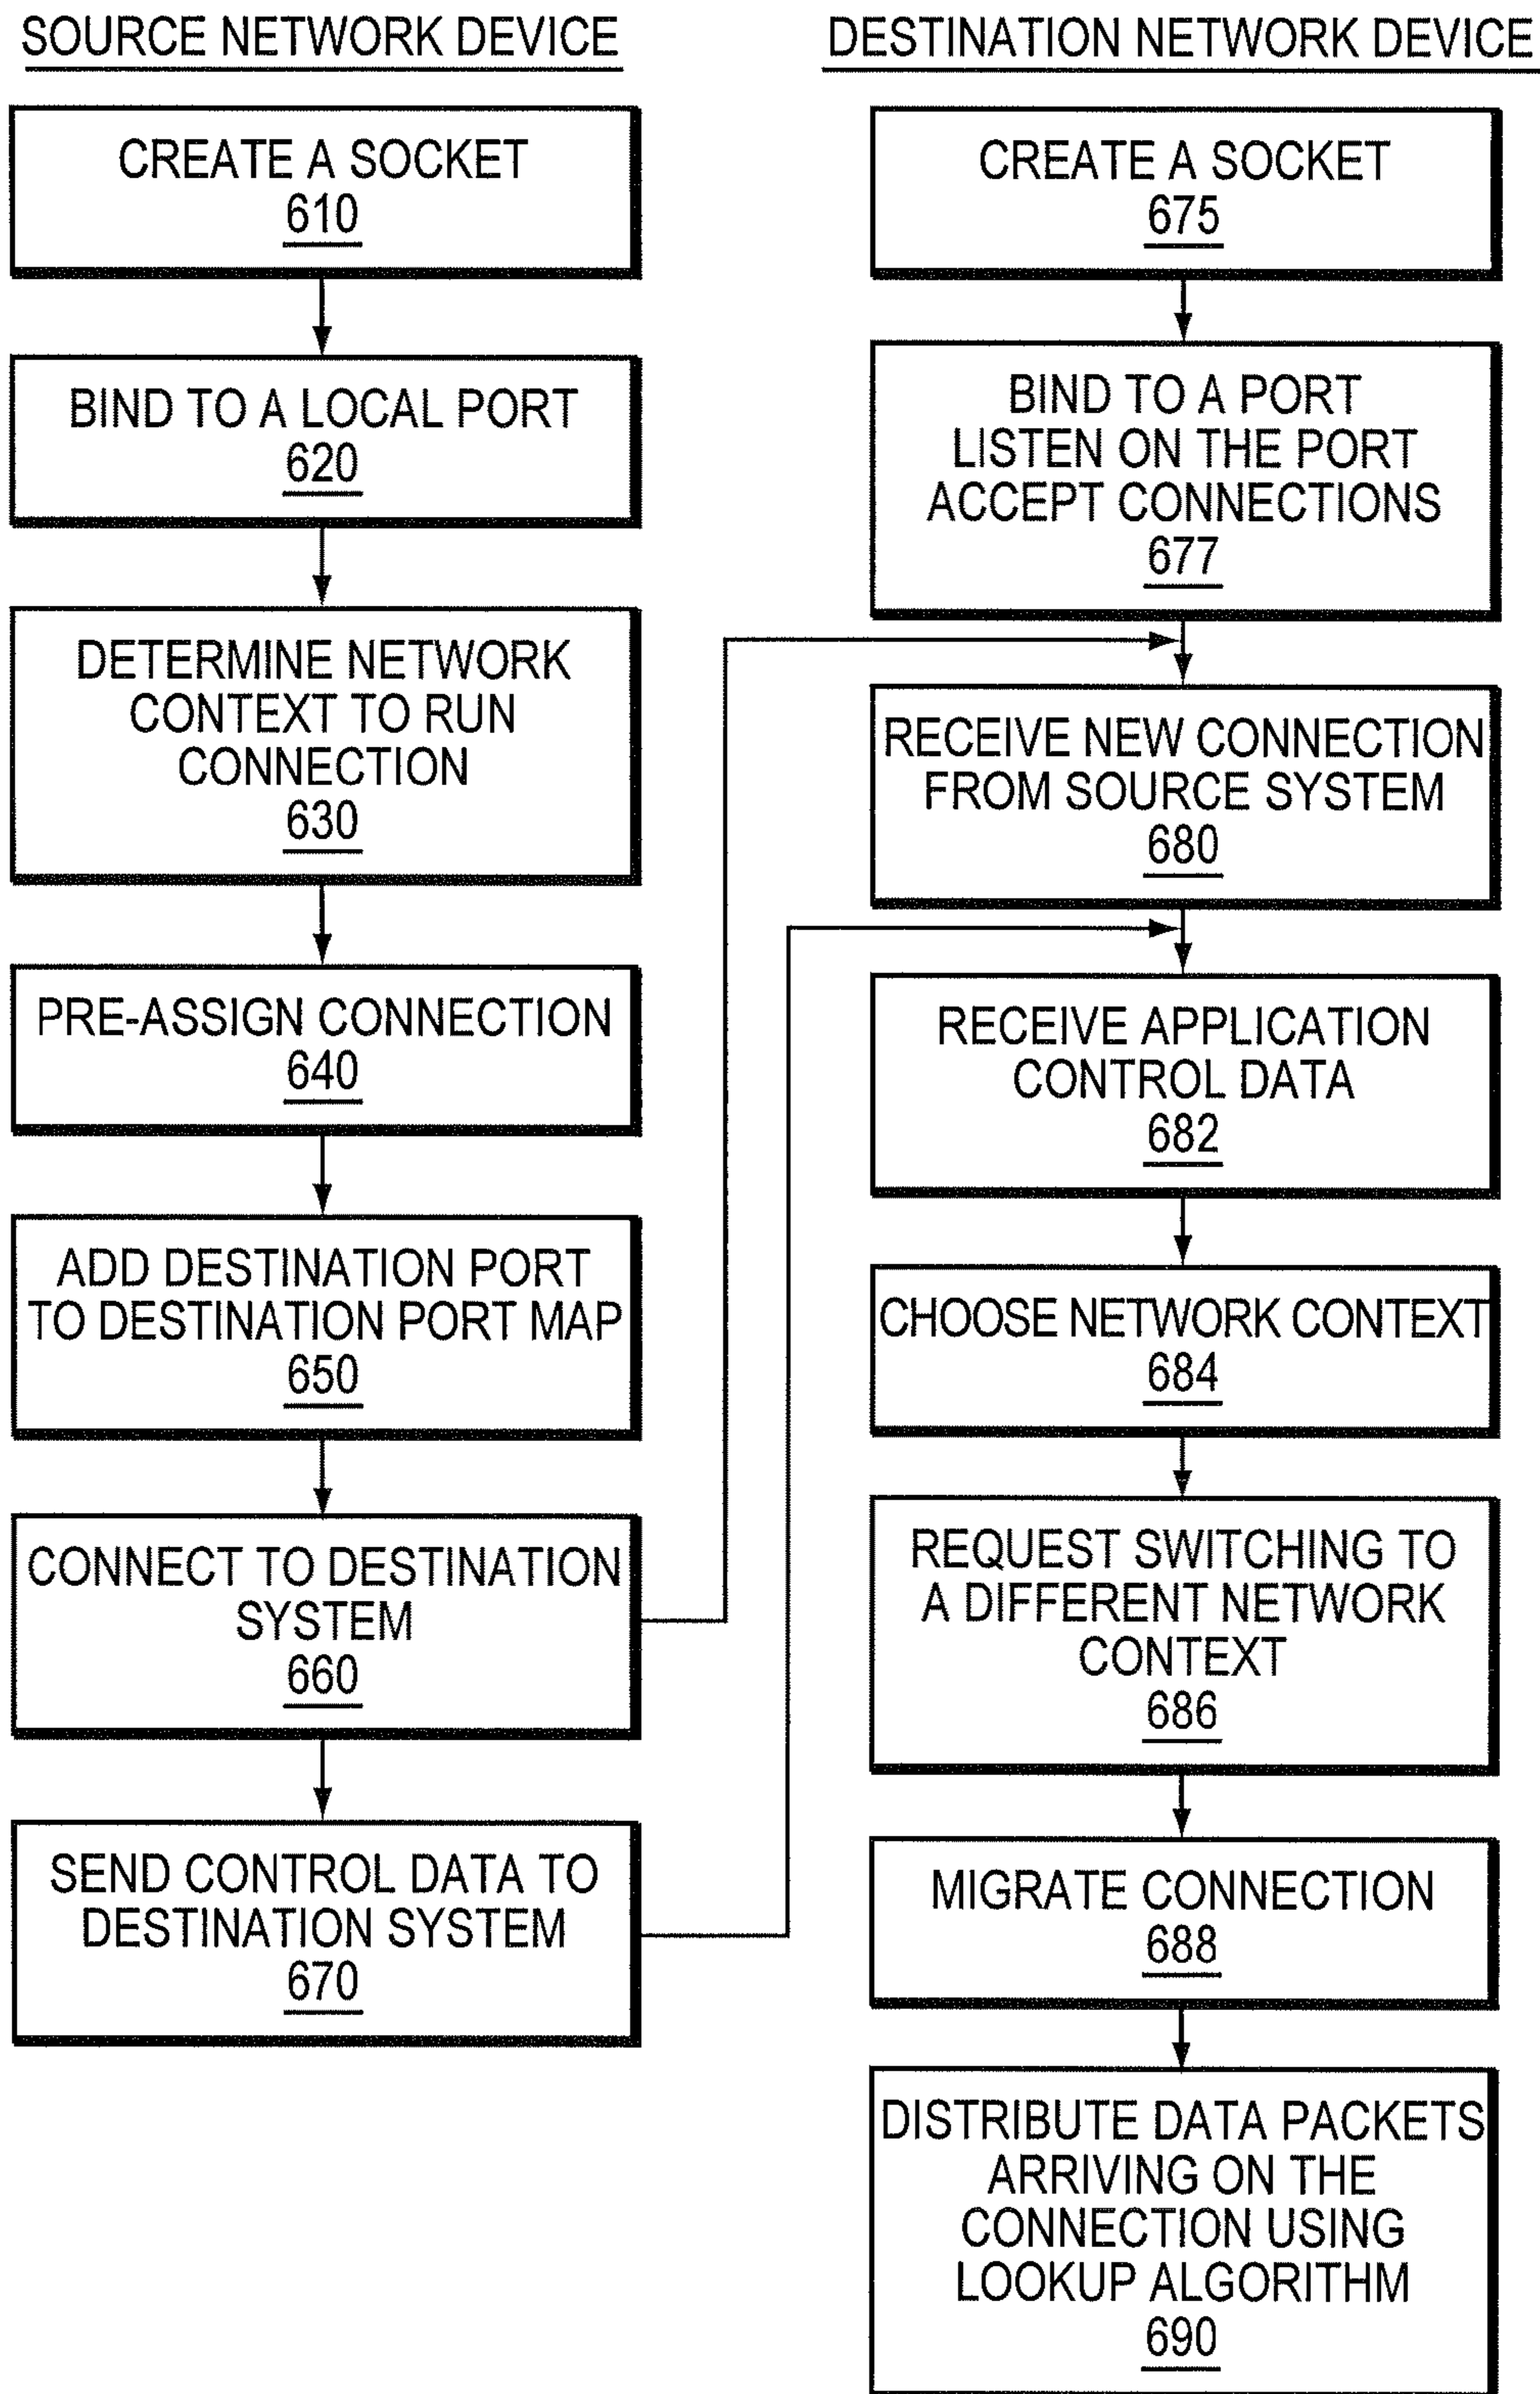 SOURCE NETWORK DEVICE
CREATE A SOCKET
610
BIND TO A LOCAL PORT
620
DETERMINE NETWORK
CONTEXT TO RUN
CONNECTION
630
PRE-ASSIGN CONNECTION
640
ADD DESTINATION PORT
TO DESTINATION PORT MAP
650
CONNECT TO DESTINATION
SYSTEM
660
SEND CONTROL DATA TO
DESTINATION SYSTEM
670
DESTINATION NETWORK DEVICE
CREATE A SOCKET
675
BIND TO A PORT
LISTEN ON THE PORT
ACCEPT CONNECTIONS
677
RECEIVE NEW CONNECTION
FROM SOURCE SYSTEM
680
RECEIVE APPLICATION
CONTROL DATA
682
CHOOSE NETWORK CONTEXT
684
REQUEST SWITCHING TO
A DIFFERENT NETWORK
CONTEXT
686
MIGRATE CONNECTION
688
DISTRIBUTE DATA PACKETS
ARRIVING ON THE
CONNECTION USING
LOOKUP ALGORITHM
690